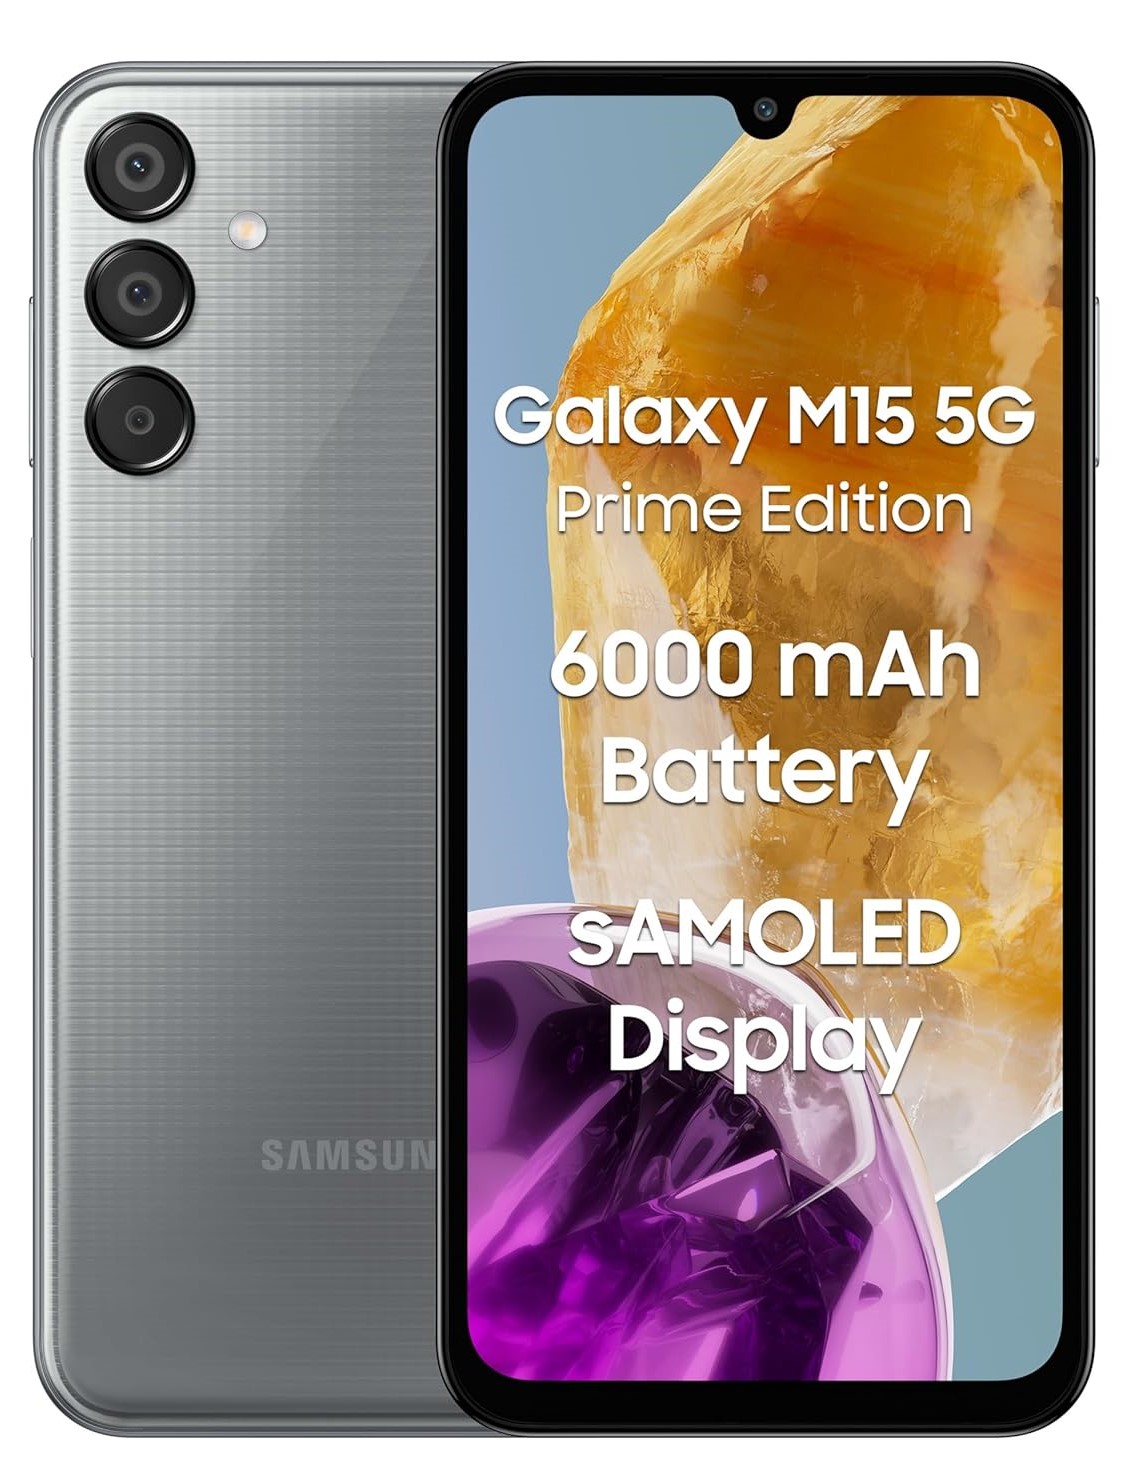 Galaxy M15 5G
Prime Edition
6000 mAh
Battery
sAMOLED
Display
SAMSUN